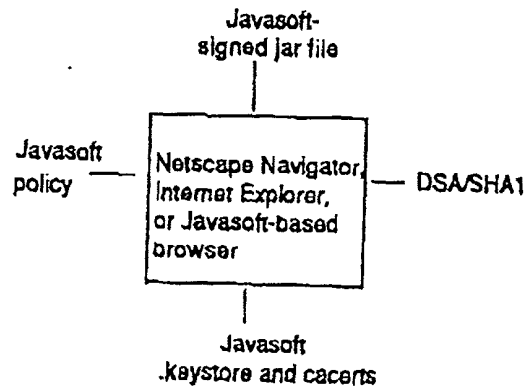 Javasoft-
signed jar file
Javasoft
policy
Netscape Navigator,
Internet Explorer,
or Javasoft-based
browser
DSA/SHA1
Javasoft
.keystore and cacerts